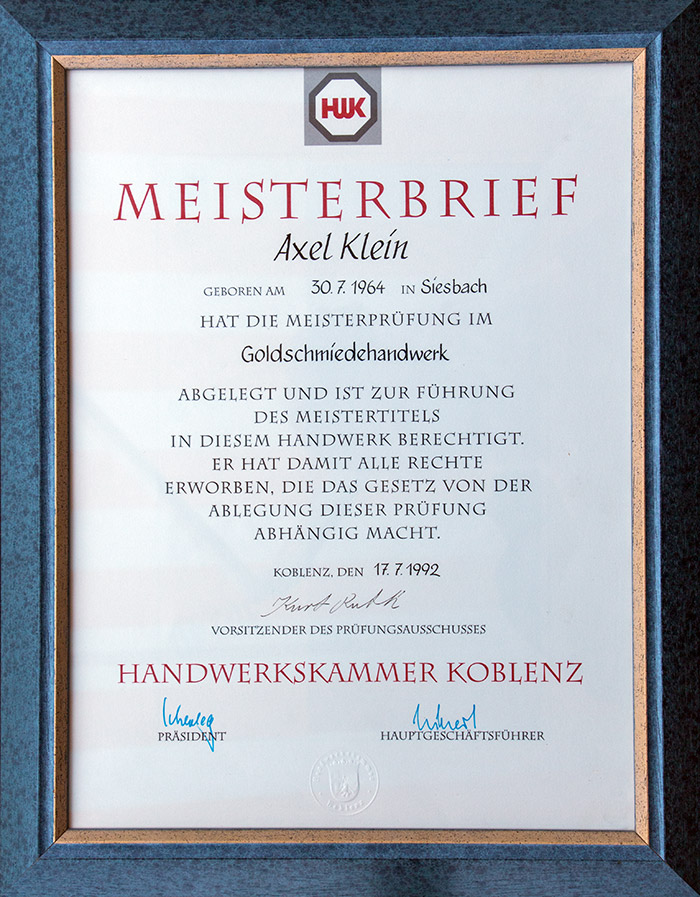 HWK
MEISTERBRIEF
Axel Klein
GEBOREN AM 30. 7. 1964 IN Siesbach
HAT DIE MEISTERPRÜFUNG IM
Goldschmiedehandwerk
ABGELEGT UND IST ZUR FÜHRUNG
DES MEISTERTITELS
IN DIESEM HANDWERK BERECHTIGT.
ER HAT DAMIT ALLE RECHTE
ERWORBEN, DIE DAS GESETZ VON DER
ABLEGUNG DIESER PRÜFUNG
ABHÄNGIG MACHT.
KOBLENZ, DEN 17. 7. 1992
Kurt
VORSITZENDER DES PRÜFUNGSAUSSCHUSSES
HANDWERKSKAMMER KOBLENZ
PRÄSIDENT
HAUPTGESCHÄFTSFÜHRER